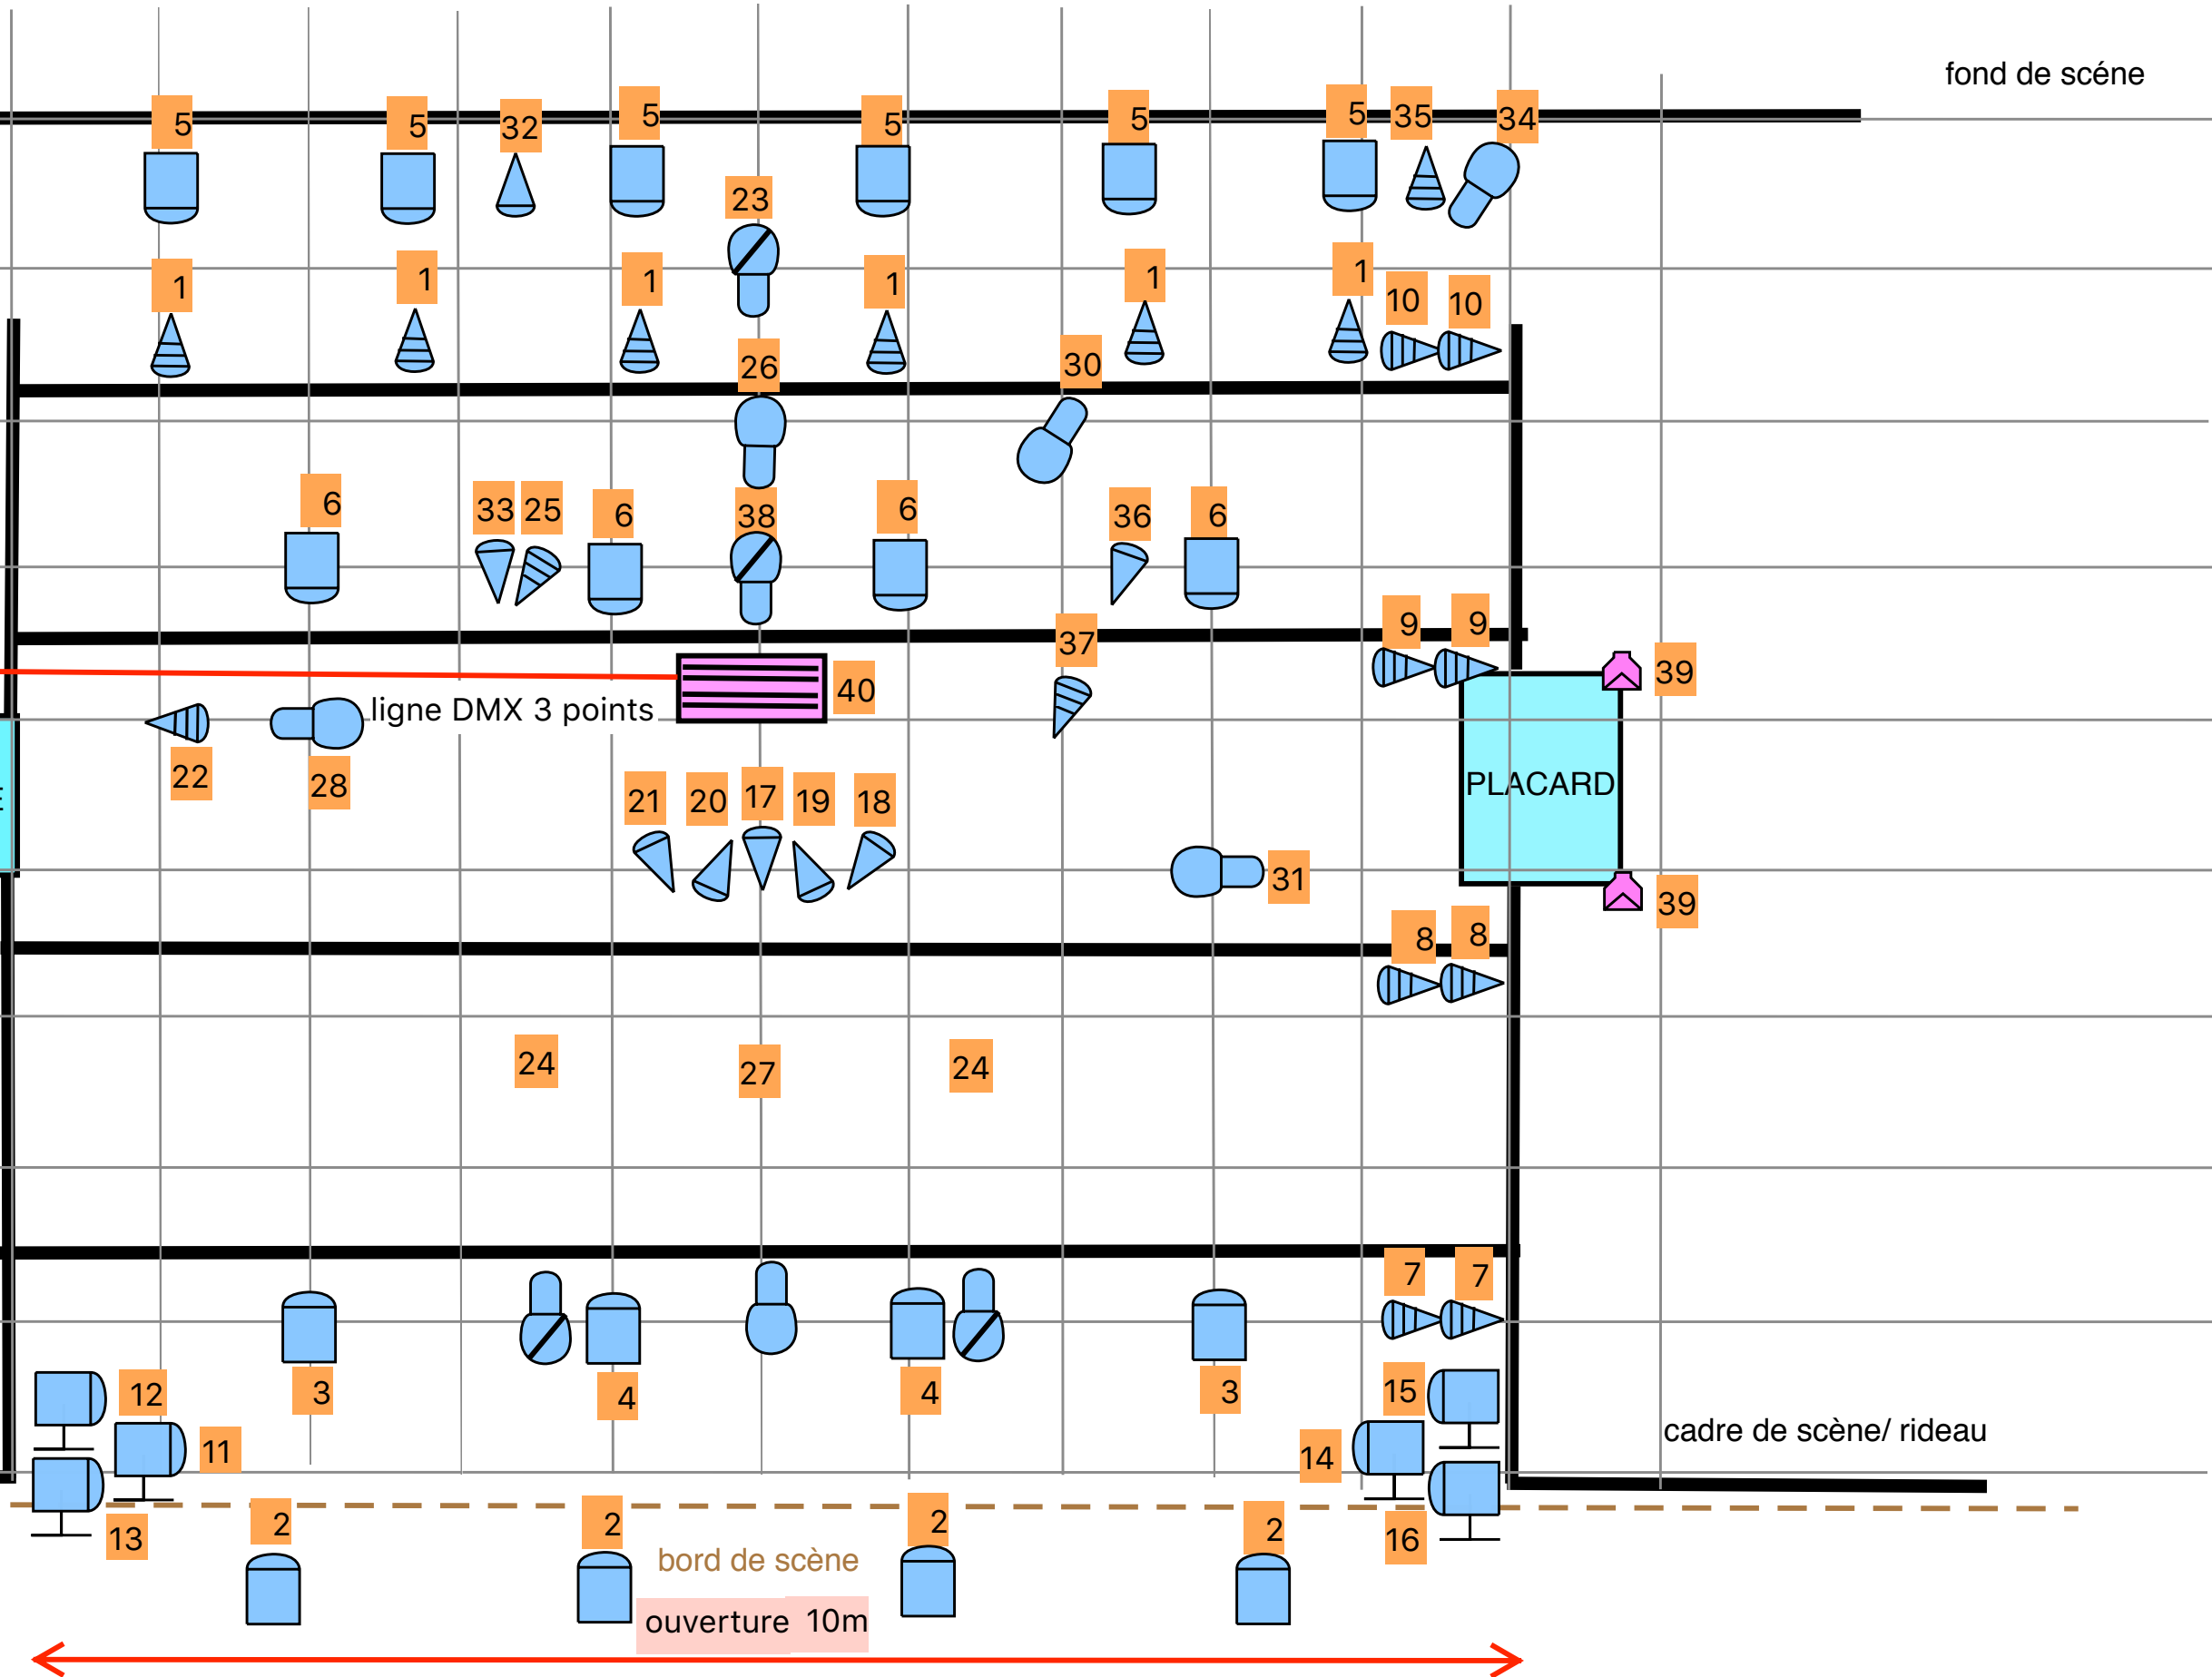 fond de scéne
5 5 32 5 5 5 5 35 34
23
1 1 1 1 1 1 10 10
26 30
6 33 25 6 38 6 36 6
9 9
37
39
40
ligne DMX 3 points
22 28
PLACARD
21 20 17 19 18
31
39
8 8
24 27 24
7 7
12 3 4 4 3 15
11 14
cadre de scène/ rideau
13 16
2 2 2 2
bord de scène
ouverture 10m